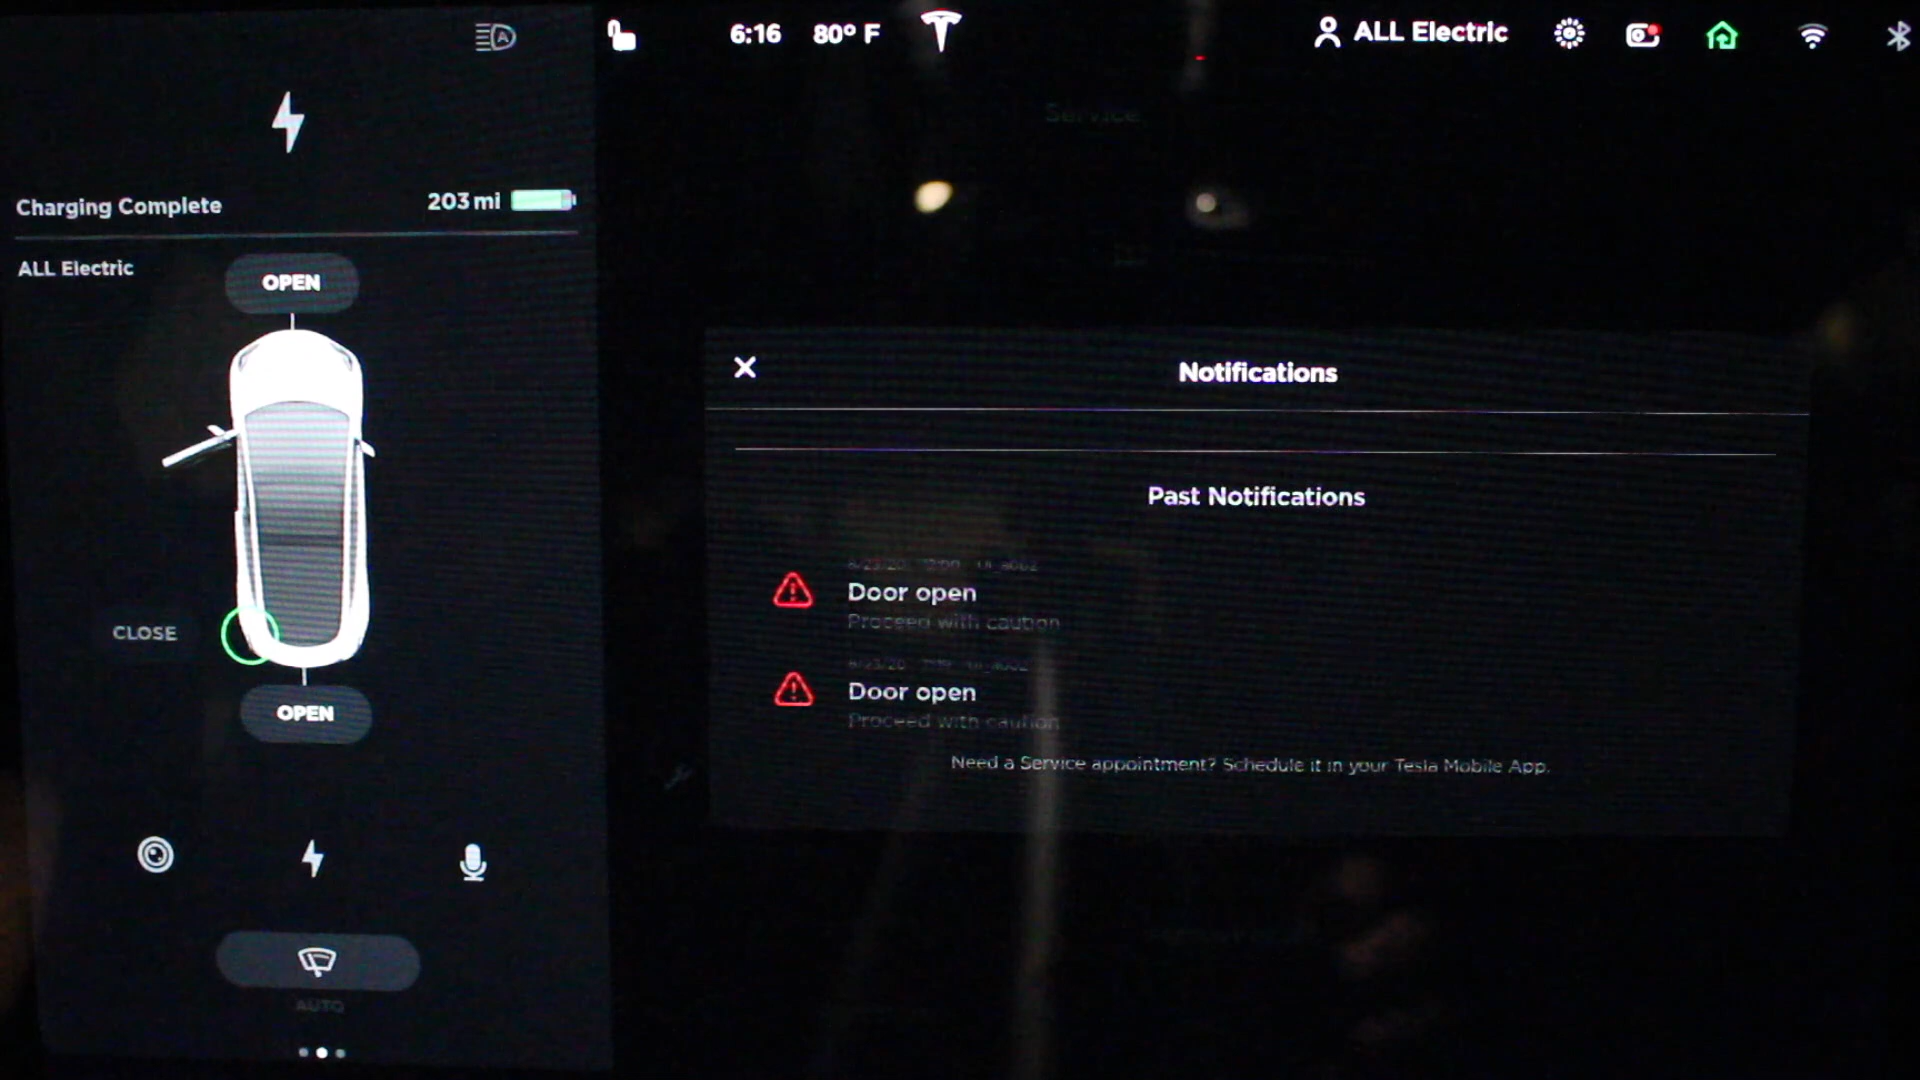 6:16 80° F ALL Electric
Service
Charging Complete 203 mi
ALL Electric
OPEN
CLOSE
OPEN
AUTO
Notifications
Past Notifications
Door open
Proceed with caution
Door open
Proceed with caution
Need a Service appointment? Schedule it in your Tesla Mobile App.